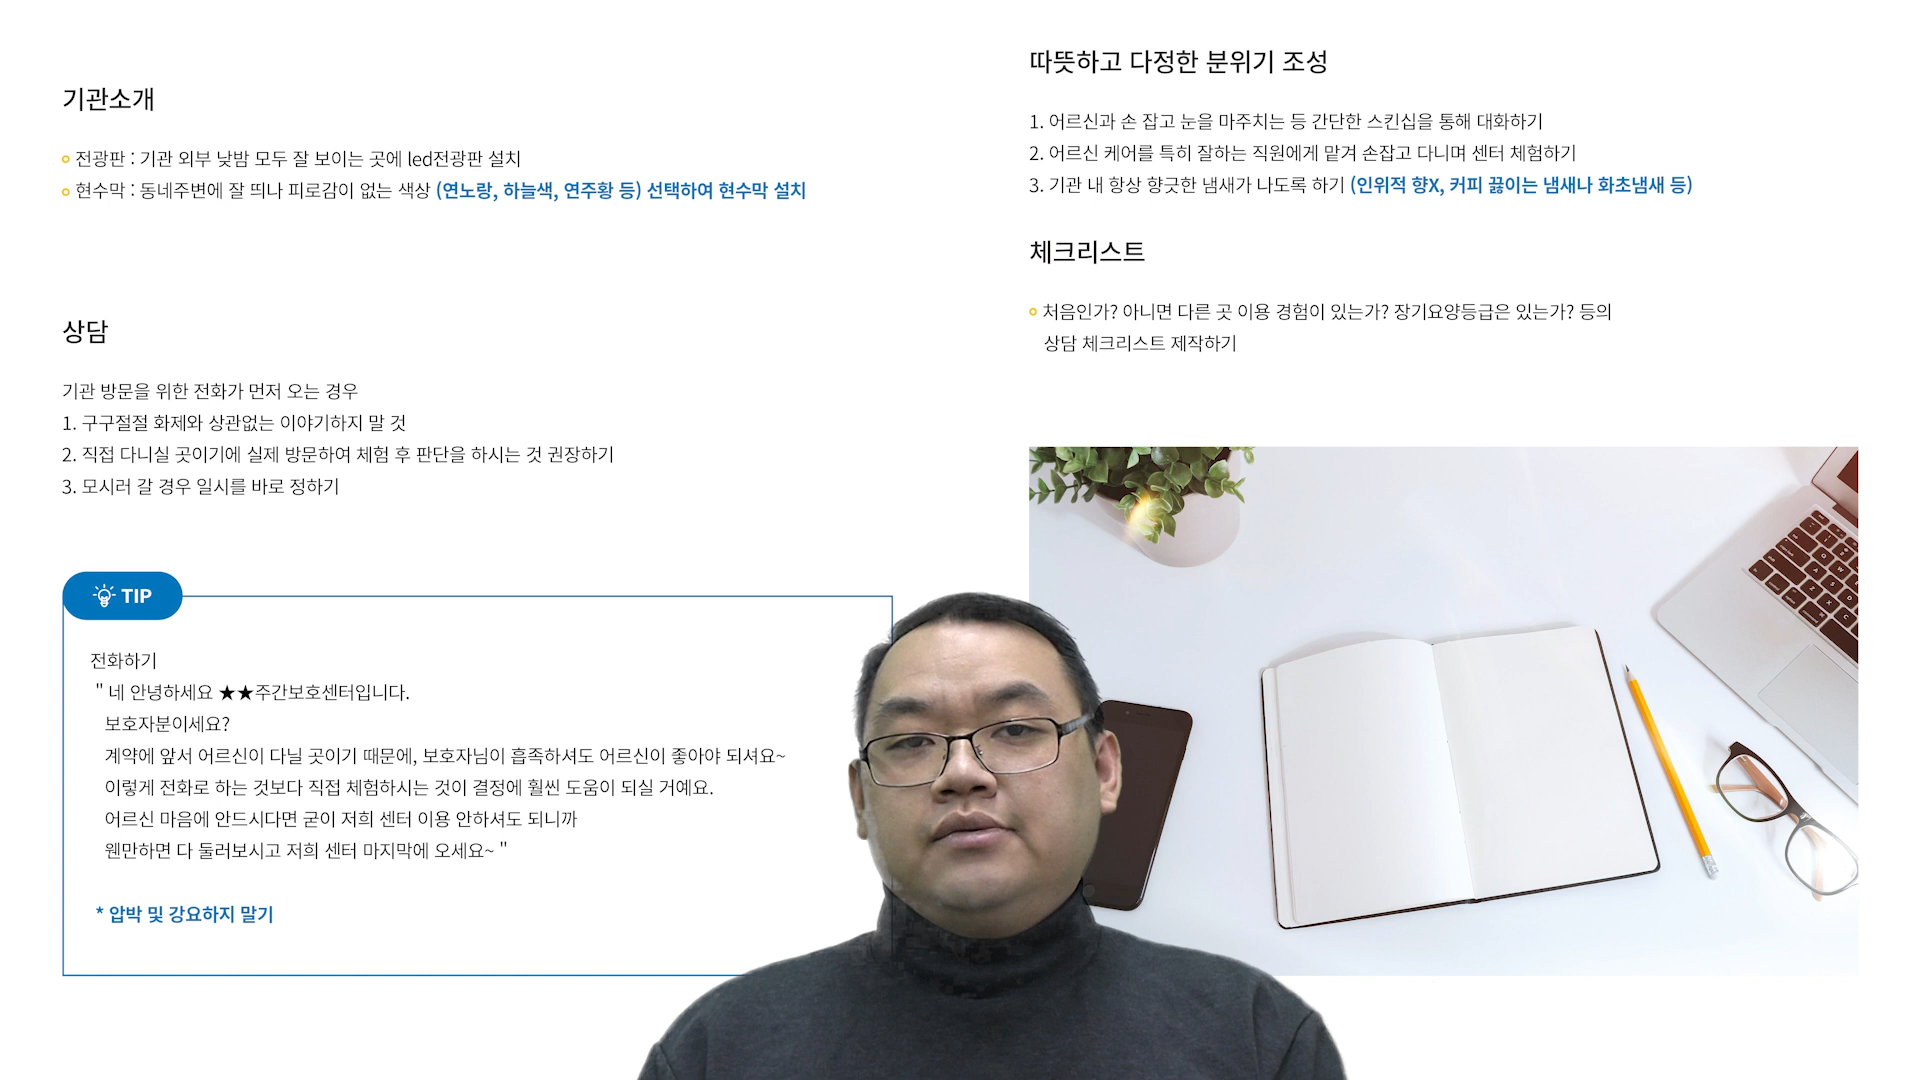 기관소개
전광판 : 기관 외부 낮밤 모두 잘 보이는 곳에 led전광판 설치
현수막 : 동네주변에 잘 띄나 피로감이 없는 색상 (연노랑, 하늘색, 연주황 등) 선택하여 현수막 설치
상담
기관 방문을 위한 전화가 먼저 오는 경우
1. 구구절절 화제와 상관없는 이야기하지 말 것
2. 직접 다니실 곳이기에 실제 방문하여 체험 후 판단을 하시는 것 권장하기
3. 모시러 갈 경우 일시를 바로 정하기
TIP
전화하기
" 네 안녕하세요 ★★주간보호센터입니다.
보호자분이세요?
계약에 앞서 어르신이 다닐 곳이기 때문에, 보호자님이 흡족하셔도 어르신이 좋아야 되셔요~
이렇게 전화로 하는 것보다 직접 체험하시는 것이 결정에 훨씬 도움이 되실 거예요.
어르신 마음에 안드시다면 굳이 저희 센터 이용 안하셔도 되니까
웬만하면 다 둘러보시고 저희 센터 마지막에 오세요~ "
* 압박 및 강요하지 말기
따뜻하고 다정한 분위기 조성
1. 어르신과 손 잡고 눈을 마주치는 등 간단한 스킨십을 통해 대화하기
2. 어르신 케어를 특히 잘하는 직원에게 맡겨 손잡고 다니며 센터 체험하기
3. 기관 내 항상 향긋한 냄새가 나도록 하기 (인위적 향X, 커피 끓이는 냄새나 화초냄새 등)
체크리스트
처음인가? 아니면 다른 곳 이용 경험이 있는가? 장기요양등급은 있는가? 등의
상담 체크리스트 제작하기